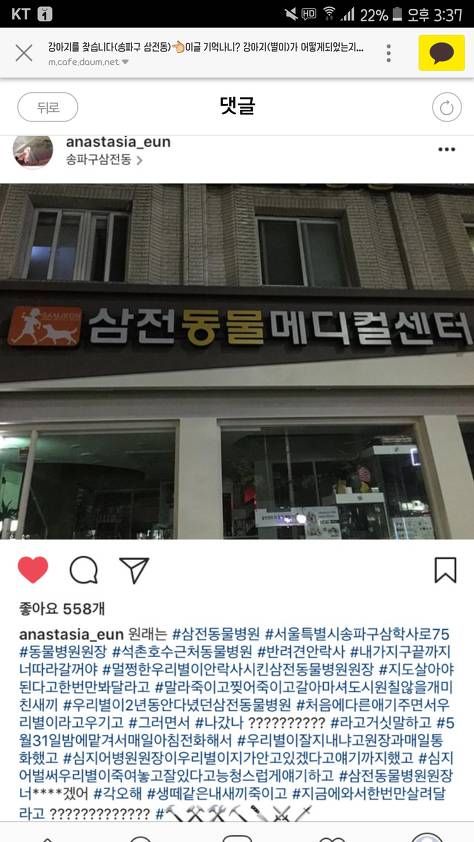 KT 1 HD 22% 오후 3:37
강아지를 찾습니다(송파구 삼전동)👈이글 기억나니? 강아지(별이)가 어떻게되었는지...
m.cafe.daum.net
뒤로 댓글
anastasia_eun
송파구삼전동
삼전동물메디컬센터
좋아요 558개
anastasia_eun 원래는 #삼전동물병원 #서울특별시송파구삼학사로75
#동물병원원장 #석촌호수근처동물병원 #반려견안락사 #내가지구끝까지
너따라갈꺼야 #멀쩡한우리별이안락사시킨삼전동물병원원장 #지도살아야
된다고한번만봐달라고 #말라죽이고찢어죽이고갈아마셔도시원칠않을개미
친새끼 #우리별이2년동안다녔던삼전동물병원 #처음에다른애기주면서우
리별이라고우기고 #그러면서 #나갔나 ?????????? #라고거싯말하고 #5
월31일밤에맡겨서매일아침전화해서 #우리별이잘지내냐고원장과매일통
화했고 #심지어병원원장이우리별이지가안고있겠다고얘기까지했고 #심지
어벌써우리별이죽여놓고잘있다고능청스럽게얘기하고 #삼전동물병원원장
너****겠어 #각오해 #생떼같은내새끼죽이고 #지금에와서한번만살려달
라고 ????????????? #🔨⚒🛠⛏🔪⚔🗡